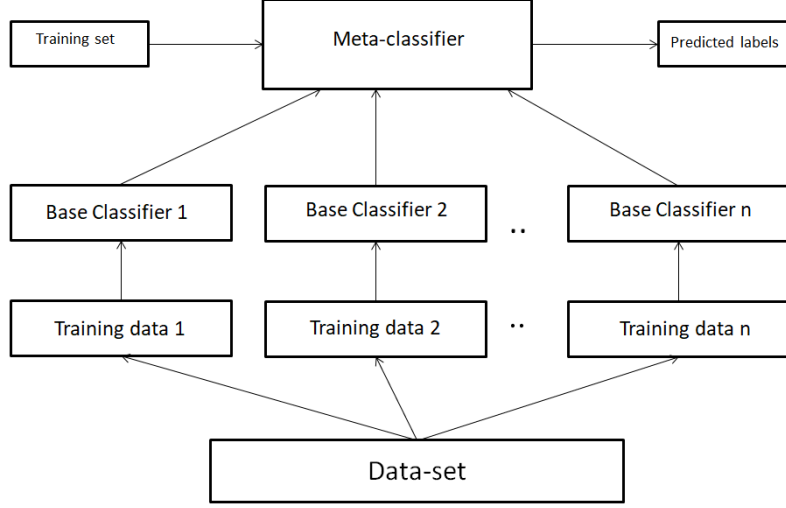 Training set
Meta-classifier
Predicted labels
Base Classifier 1
Base Classifier 2
..
Base Classifier n
Training data 1
Training data 2
..
Training data n
Data-set